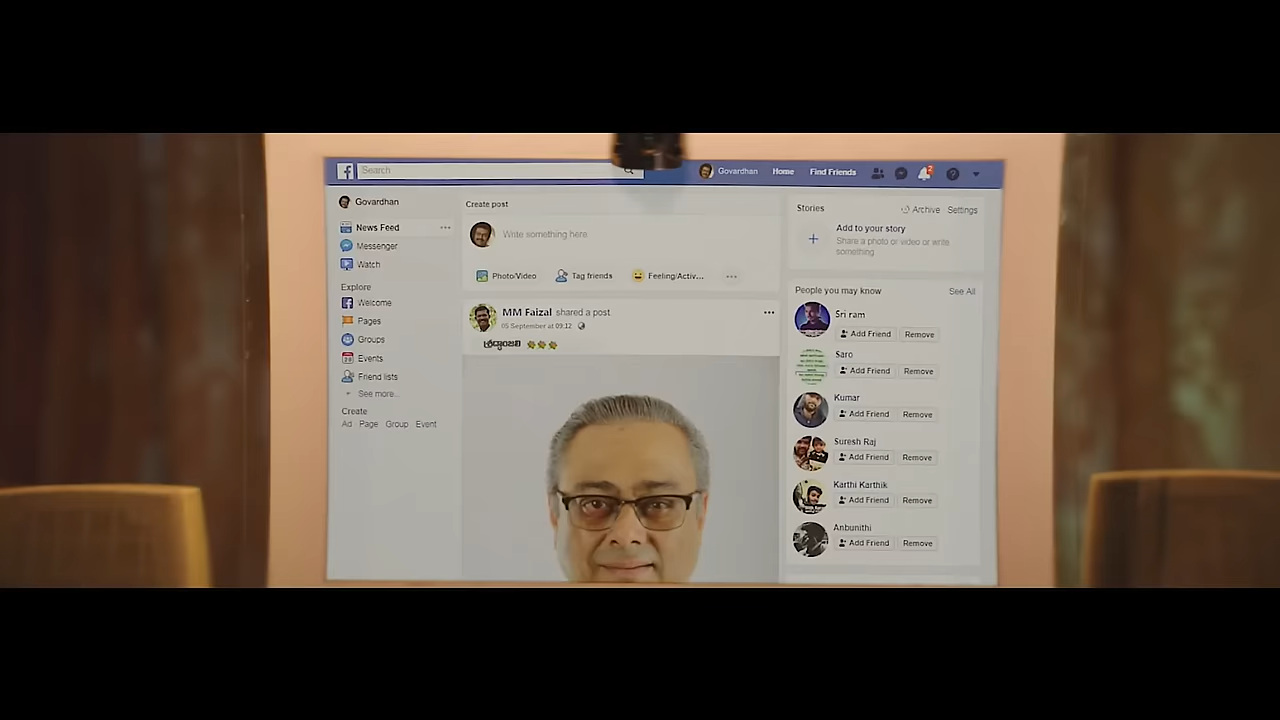 Search
Govardhan
Home
Find Friends
2
?
Govardhan
News Feed
Messenger
Watch
Explore
Welcome
Pages
Groups
Events
Friend lists
See more...
Create
Ad Page Group Event
Create post
Write something here
Photo/Video
Tag friends
Feeling/Activ...
MM Faizal shared a post.
05 September at 09:12
Stories
Archive
Settings
Add to your story
Share a photo or video or write
something
People you may know
See All
Sri ram
Add Friend
Remove
Saro
Add Friend
Remove
Kumar
Add Friend
Remove
Suresh Raj
Add Friend
Remove
Karthi Karthik
Add Friend
Remove
Anbunithi
Add Friend
Remove